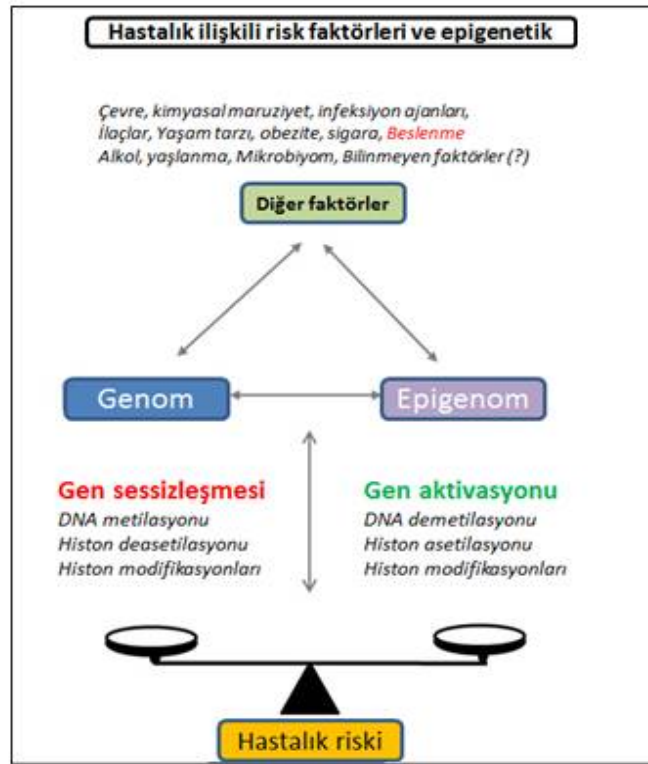 Hastalık ilişkili risk faktörleri ve epigenetik
Çevre, kimyasal maruziyet, infeksiyon ajanları,
İlaçlar, Yaşam tarzı, obezite, sigara, Beslenme
Alkol, yaşlanma, Mikrobiyom, Bilinmeyen faktörler (?)
Diğer faktörler
Genom
Epigenom
Gen sessizleşmesi
DNA metilasyonu
Histon deasetilasyonu
Histon modifikasyonları
Gen aktivasyonu
DNA demetilasyonu
Histon asetilasyonu
Histon modifikasyonları
Hastalık riski